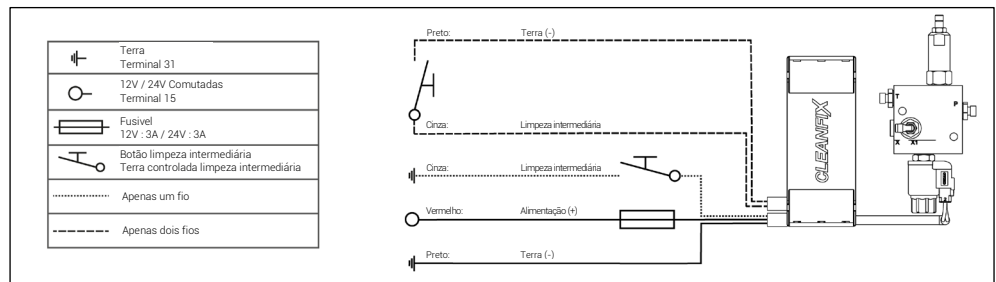 Terra
Terminal 31
12V / 24V Comutadas
Terminal 15
Fusivel
12V : 3A / 24V : 3A
Botão limpeza intermediária
Terra controlada limpeza intermediária
Apenas um fio
Apenas dois fios
Preto: Terra (-)
Cinza: Limpeza intermediária
Cinza: Limpeza intermediária
Vermelho: Alimentação (+)
Preto: Terra (-)
CLEANFIX
T
P
X X1